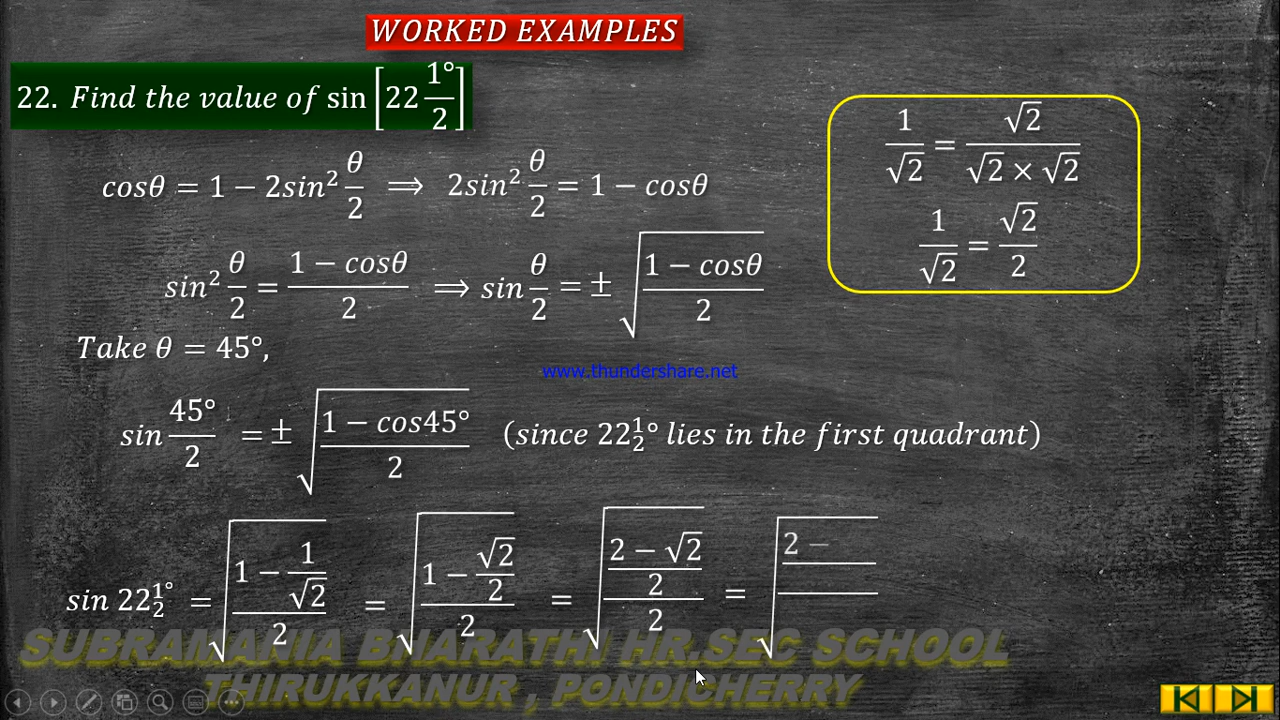 WORKED EXAMPLES
22. Find the value of sin [22 1°/2]
cosθ = 1 − 2sin² θ/2 ⟹ 2sin² θ/2 = 1 − cosθ
1/√2 = √2/(√2 × √2)
1/√2 = √2/2
sin² θ/2 = (1 − cosθ)/2 ⟹ sin θ/2 = ± √((1 − cosθ)/2)
Take θ = 45°,
www.thundershare.net
sin 45°/2 = ± √((1 − cos45°)/2) (since 22½° lies in the first quadrant)
sin 22½° = √((1 − 1/√2)/2) = √((1 − √2/2)/2) = √(((2 − √2)/2)/2) = √(2 −
SUBRAMANIA BHARATHI HR.SEC SCHOOL
THIRUKKANUR , PONDICHERRY